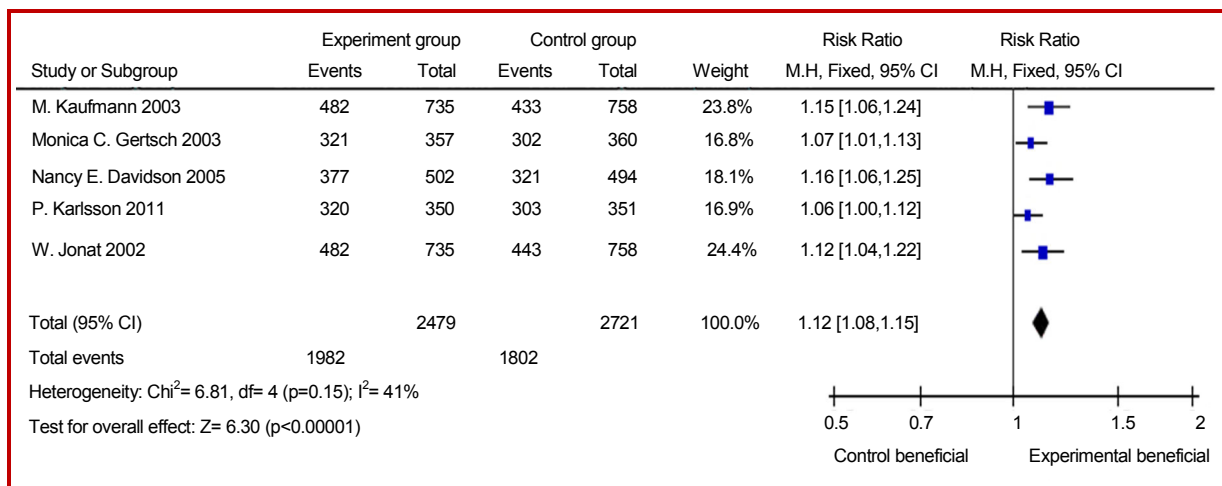 Experiment group Control group Risk Ratio Risk Ratio
Study or Subgroup Events Total Events Total Weight M.H, Fixed, 95% CI M.H, Fixed, 95% CI
M. Kaufmann 2003 482 735 433 758 23.8% 1.15 [1.06,1.24]
Monica C. Gertsch 2003 321 357 302 360 16.8% 1.07 [1.01,1.13]
Nancy E. Davidson 2005 377 502 321 494 18.1% 1.16 [1.06,1.25]
P. Karlsson 2011 320 350 303 351 16.9% 1.06 [1.00,1.12]
W. Jonat 2002 482 735 443 758 24.4% 1.12 [1.04,1.22]
Total (95% CI) 2479 2721 100.0% 1.12 [1.08,1.15]
Total events 1982 1802
Heterogeneity: Chi²= 6.81, df= 4 (p=0.15); I²= 41%
Test for overall effect: Z= 6.30 (p<0.00001)
0.5 0.7 1 1.5 2
Control beneficial Experimental beneficial